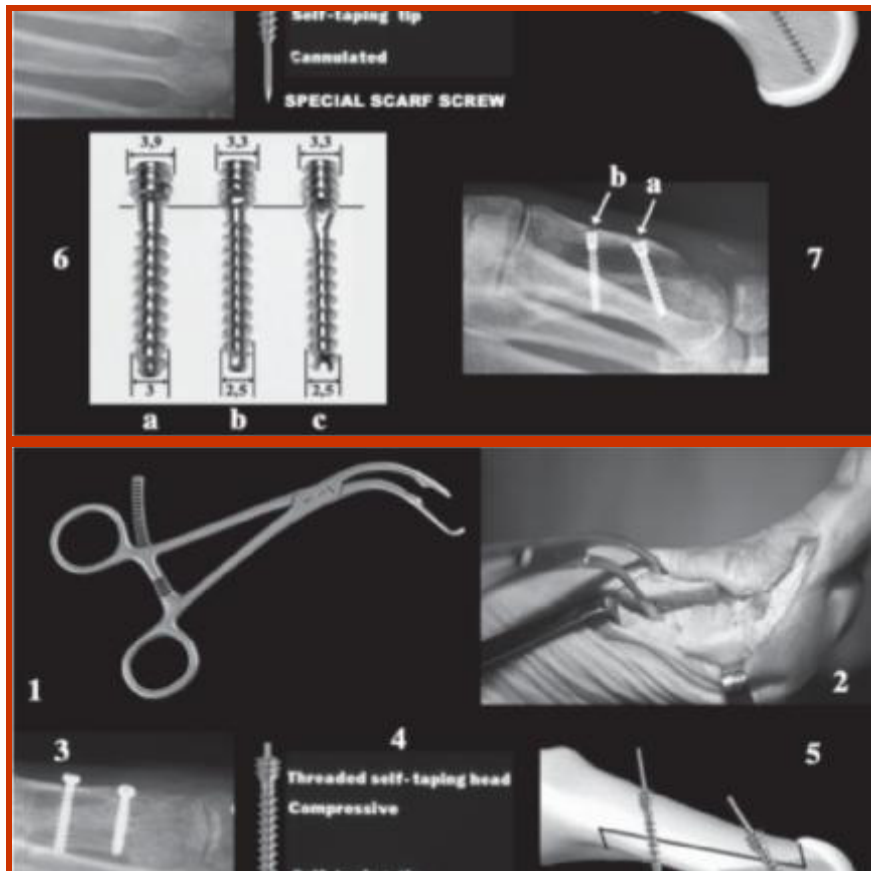 Self-taping tip
Cannulated
SPECIAL SCARF SCREW
3,9 3,3 3,3
b a
6 7
3 2,5 2,5
a b c
1 2
3 4 5
Threaded self-taping head
Compressive